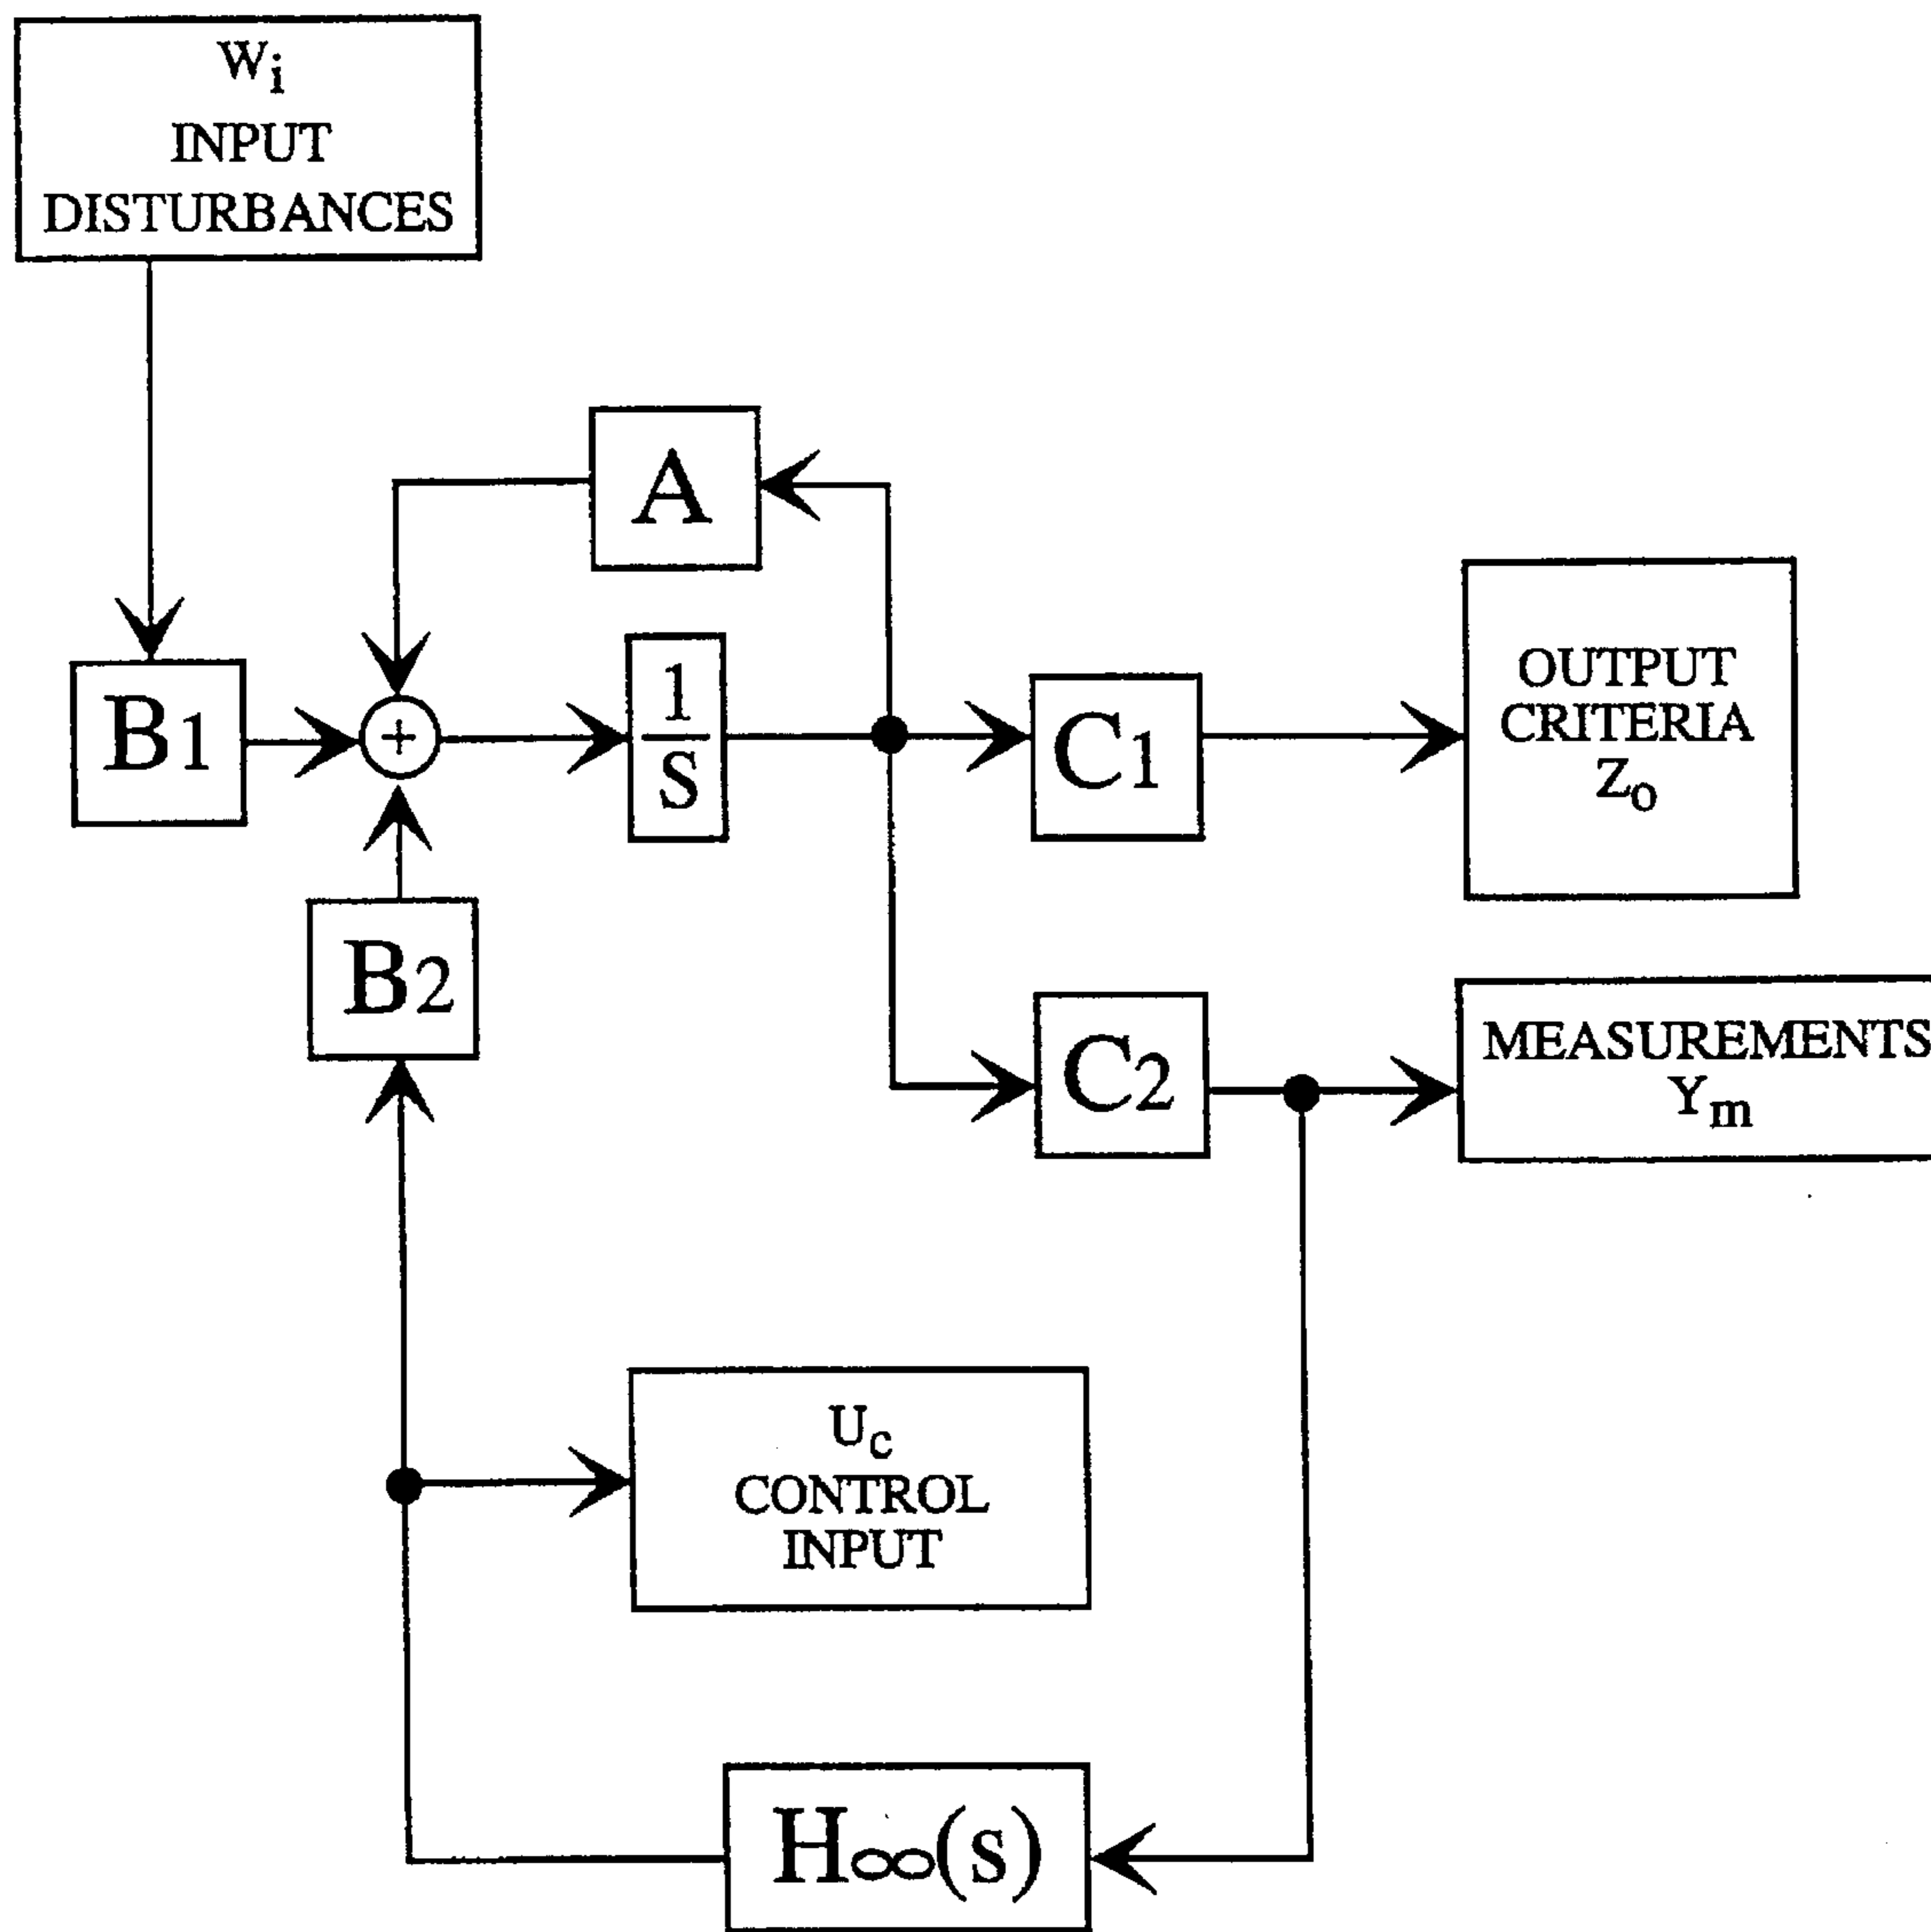 Wi
INPUT
DISTURBANCES
A
B1
+
1
S
C1
OUTPUT
CRITERIA
Zo
B2
C2
MEASUREMENTS
Ym
Uc
CONTROL
INPUT
H∞(s)